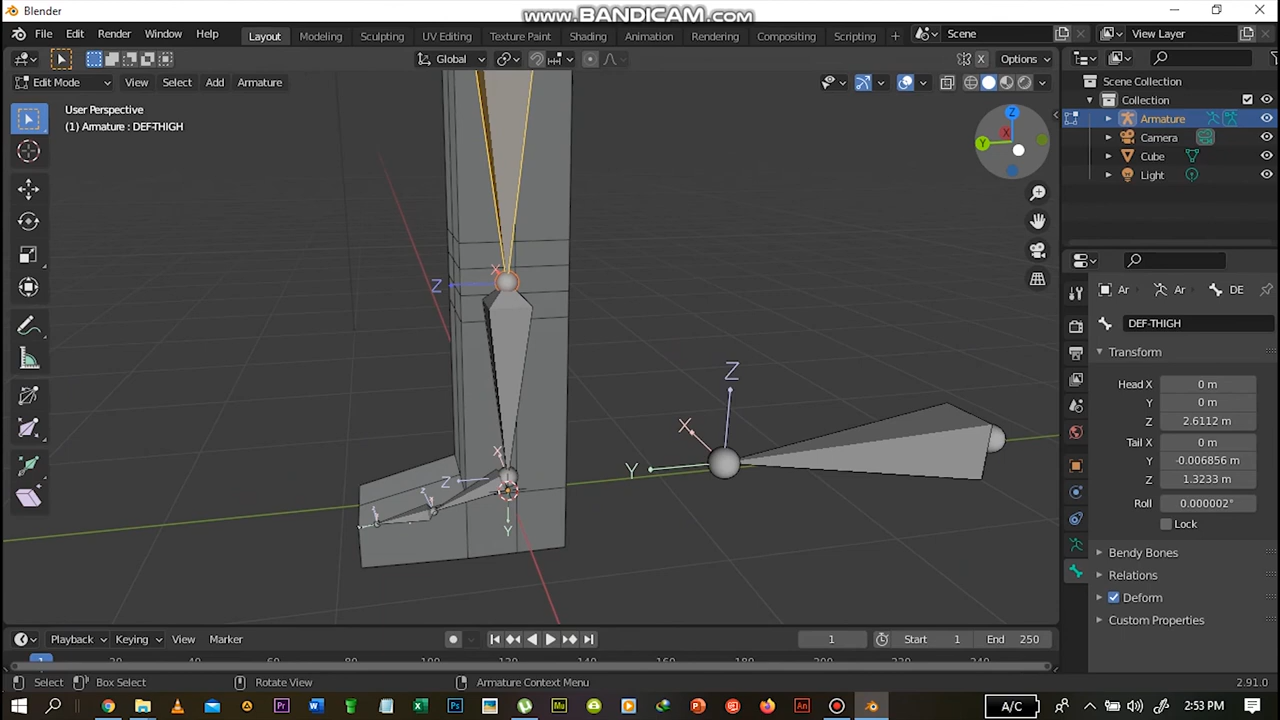 Blender
www.BANDICAM.com
File Edit Render Window Help Layout Modeling Sculpting UV Editing Texture Paint Shading Animation Rendering Compositing Scripting + Scene View Layer
Global X Options
Edit Mode View Select Add Armature
User Perspective
(1) Armature : DEF-THIGH
Scene Collection
Collection
Armature
Camera
Cube
Light
Z
X
Y
X
Z
Z
X
Y
X
Z
Y
Ar Ar DE
DEF-THIGH
Transform
Head X 0 m
Y 0 m
Z 2.6112 m
Tail X 0 m
Y -0.006856 m
Z 1.3233 m
Roll 0.000002°
Lock
Bendy Bones
Relations
Deform
Custom Properties
Playback Keying View Marker 1 Start 1 End 250
1
Select Box Select Rotate View Armature Context Menu 2.91.0
A/C 2:53 PM